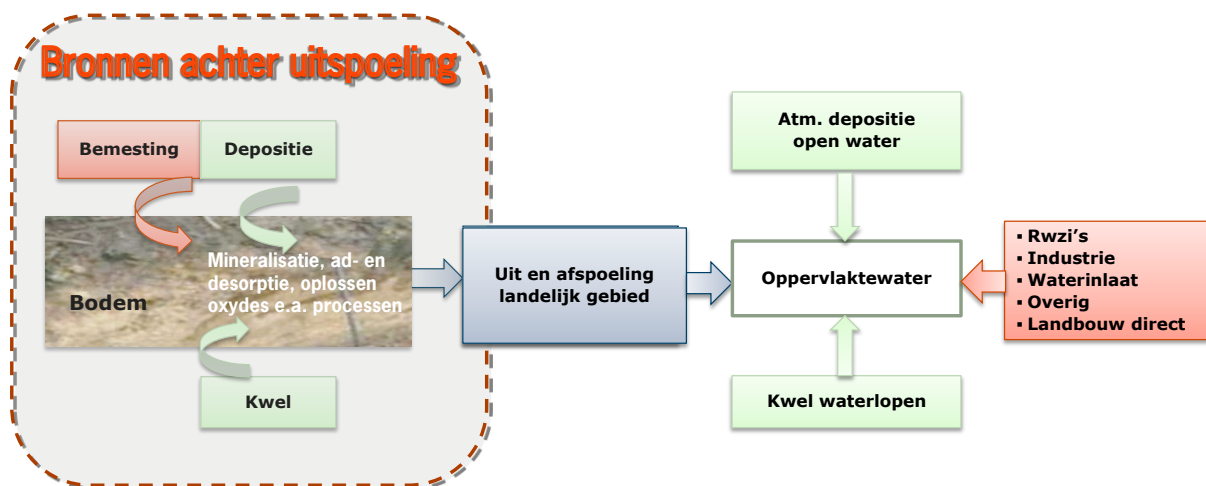 Bronnen achter uitspoeling
Bemesting
Depositie
Bodem
Mineralisatie, ad- en
desorptie, oplossen
oxydes e.a. processen
Kwel
Uit en afspoeling
landelijk gebied
Atm. depositie
open water
Oppervlaktewater
Kwel waterlopen
▪ Rwzi's
▪ Industrie
▪ Waterinlaat
▪ Overig
▪ Landbouw direct